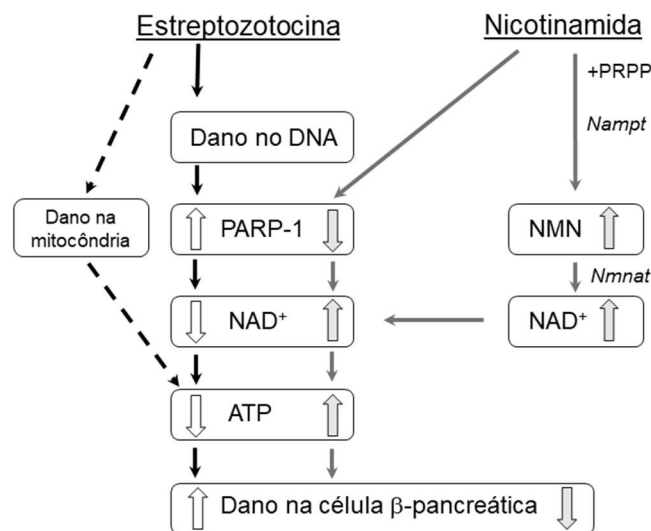 Estreptozotocina
Nicotinamida
+PRPP
Nampt
Dano no DNA
Dano na
mitocôndria
PARP-1
NMN
Nmnat
NAD⁺
NAD⁺
ATP
Dano na célula β-pancreática